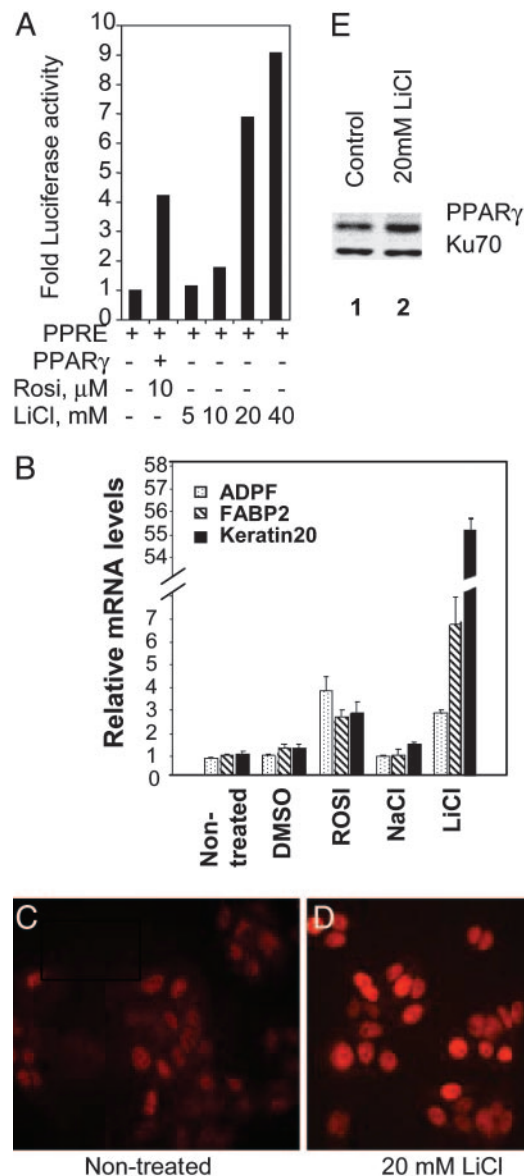 A
Fold Luciferase activity
10
9
8
7
6
5
4
3
2
1
0
PPRE + + + + + +
PPARγ - + - - - -
Rosi, μM - 10 - - - -
LiCl, mM - - 5 10 20 40
E
Control
20mM LiCl
PPARγ
Ku70
1 2
B
Relative mRNA levels
58
57
56
55
7
6
5
4
3
2
1
0
ADPF
FABP2
Keratin20
Non-
treated
DMSO
ROSI
NaCl
LiCl
C
D
Non-treated
20 mM LiCl